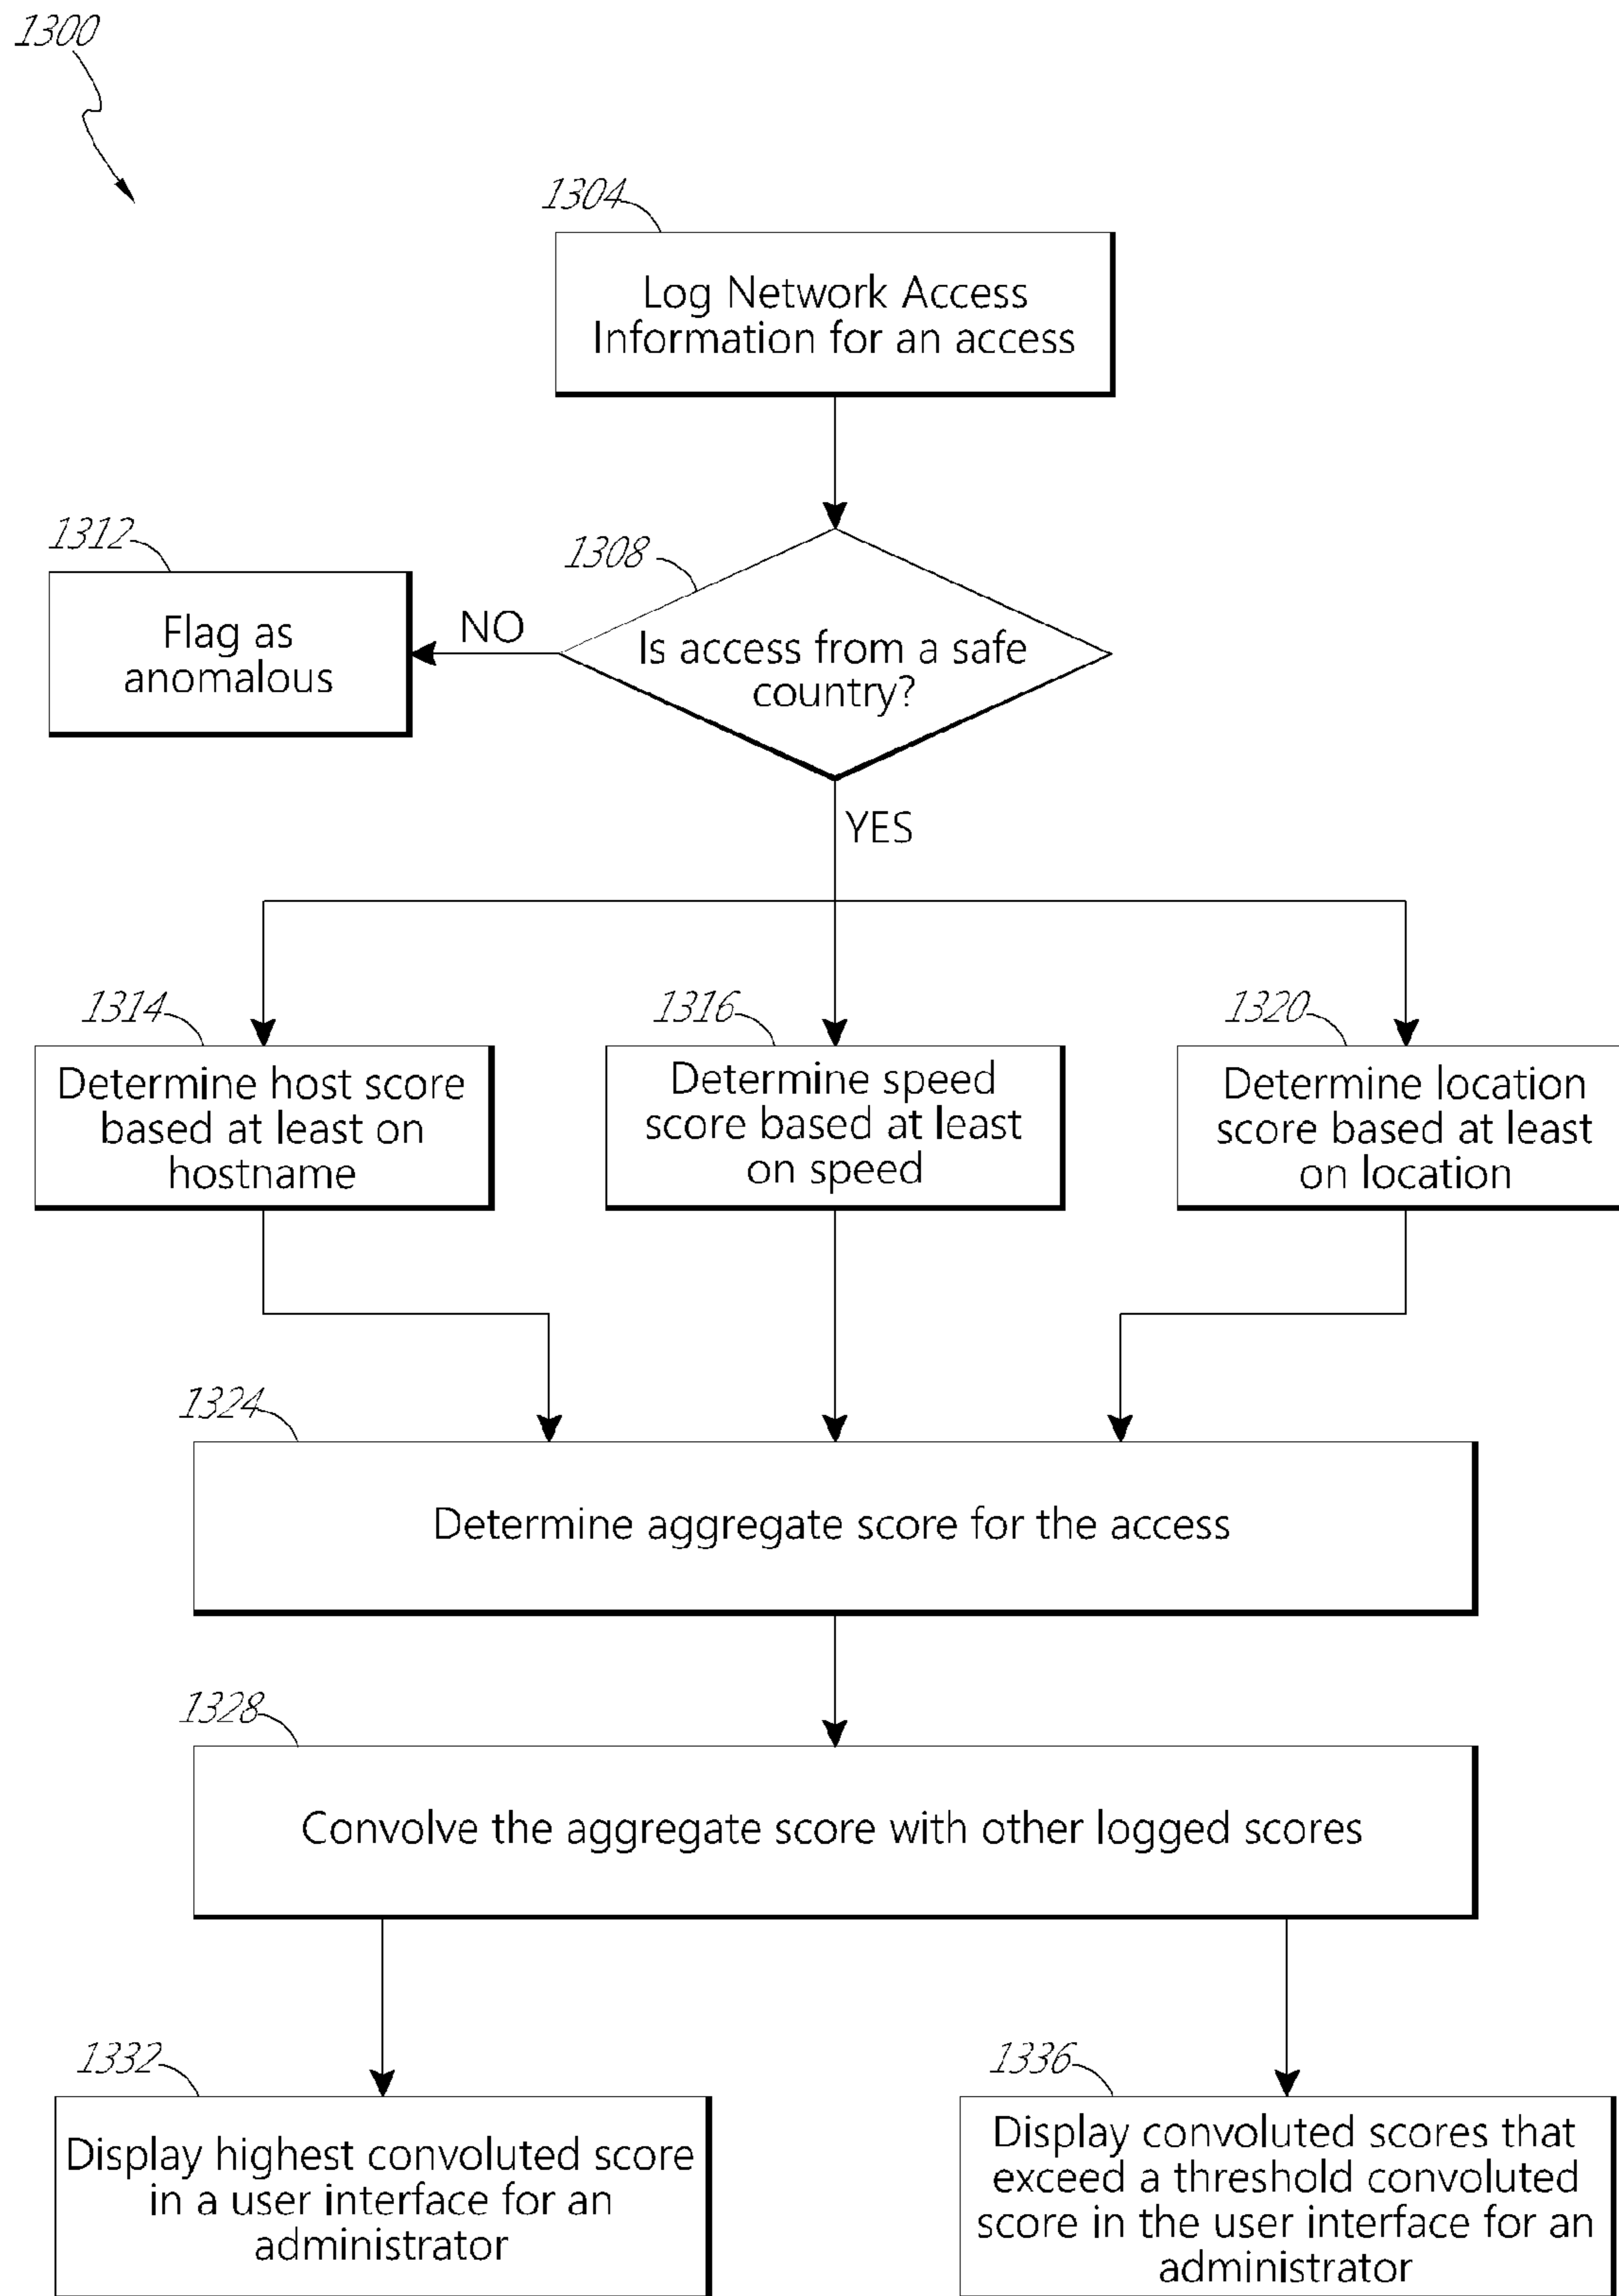 1300
1304
Log Network Access
Information for an access
1312
1308
Flag as
anomalous
NO
Is access from a safe
country?
YES
1314
1316
1320
Determine host score
based at least on
hostname
Determine speed
score based at least
on speed
Determine location
score based at least
on location
1324
Determine aggregate score for the access
1328
Convolve the aggregate score with other logged scores
1332
1336
Display highest convoluted score
in a user interface for an
administrator
Display convoluted scores that
exceed a threshold convoluted
score in the user interface for an
administrator